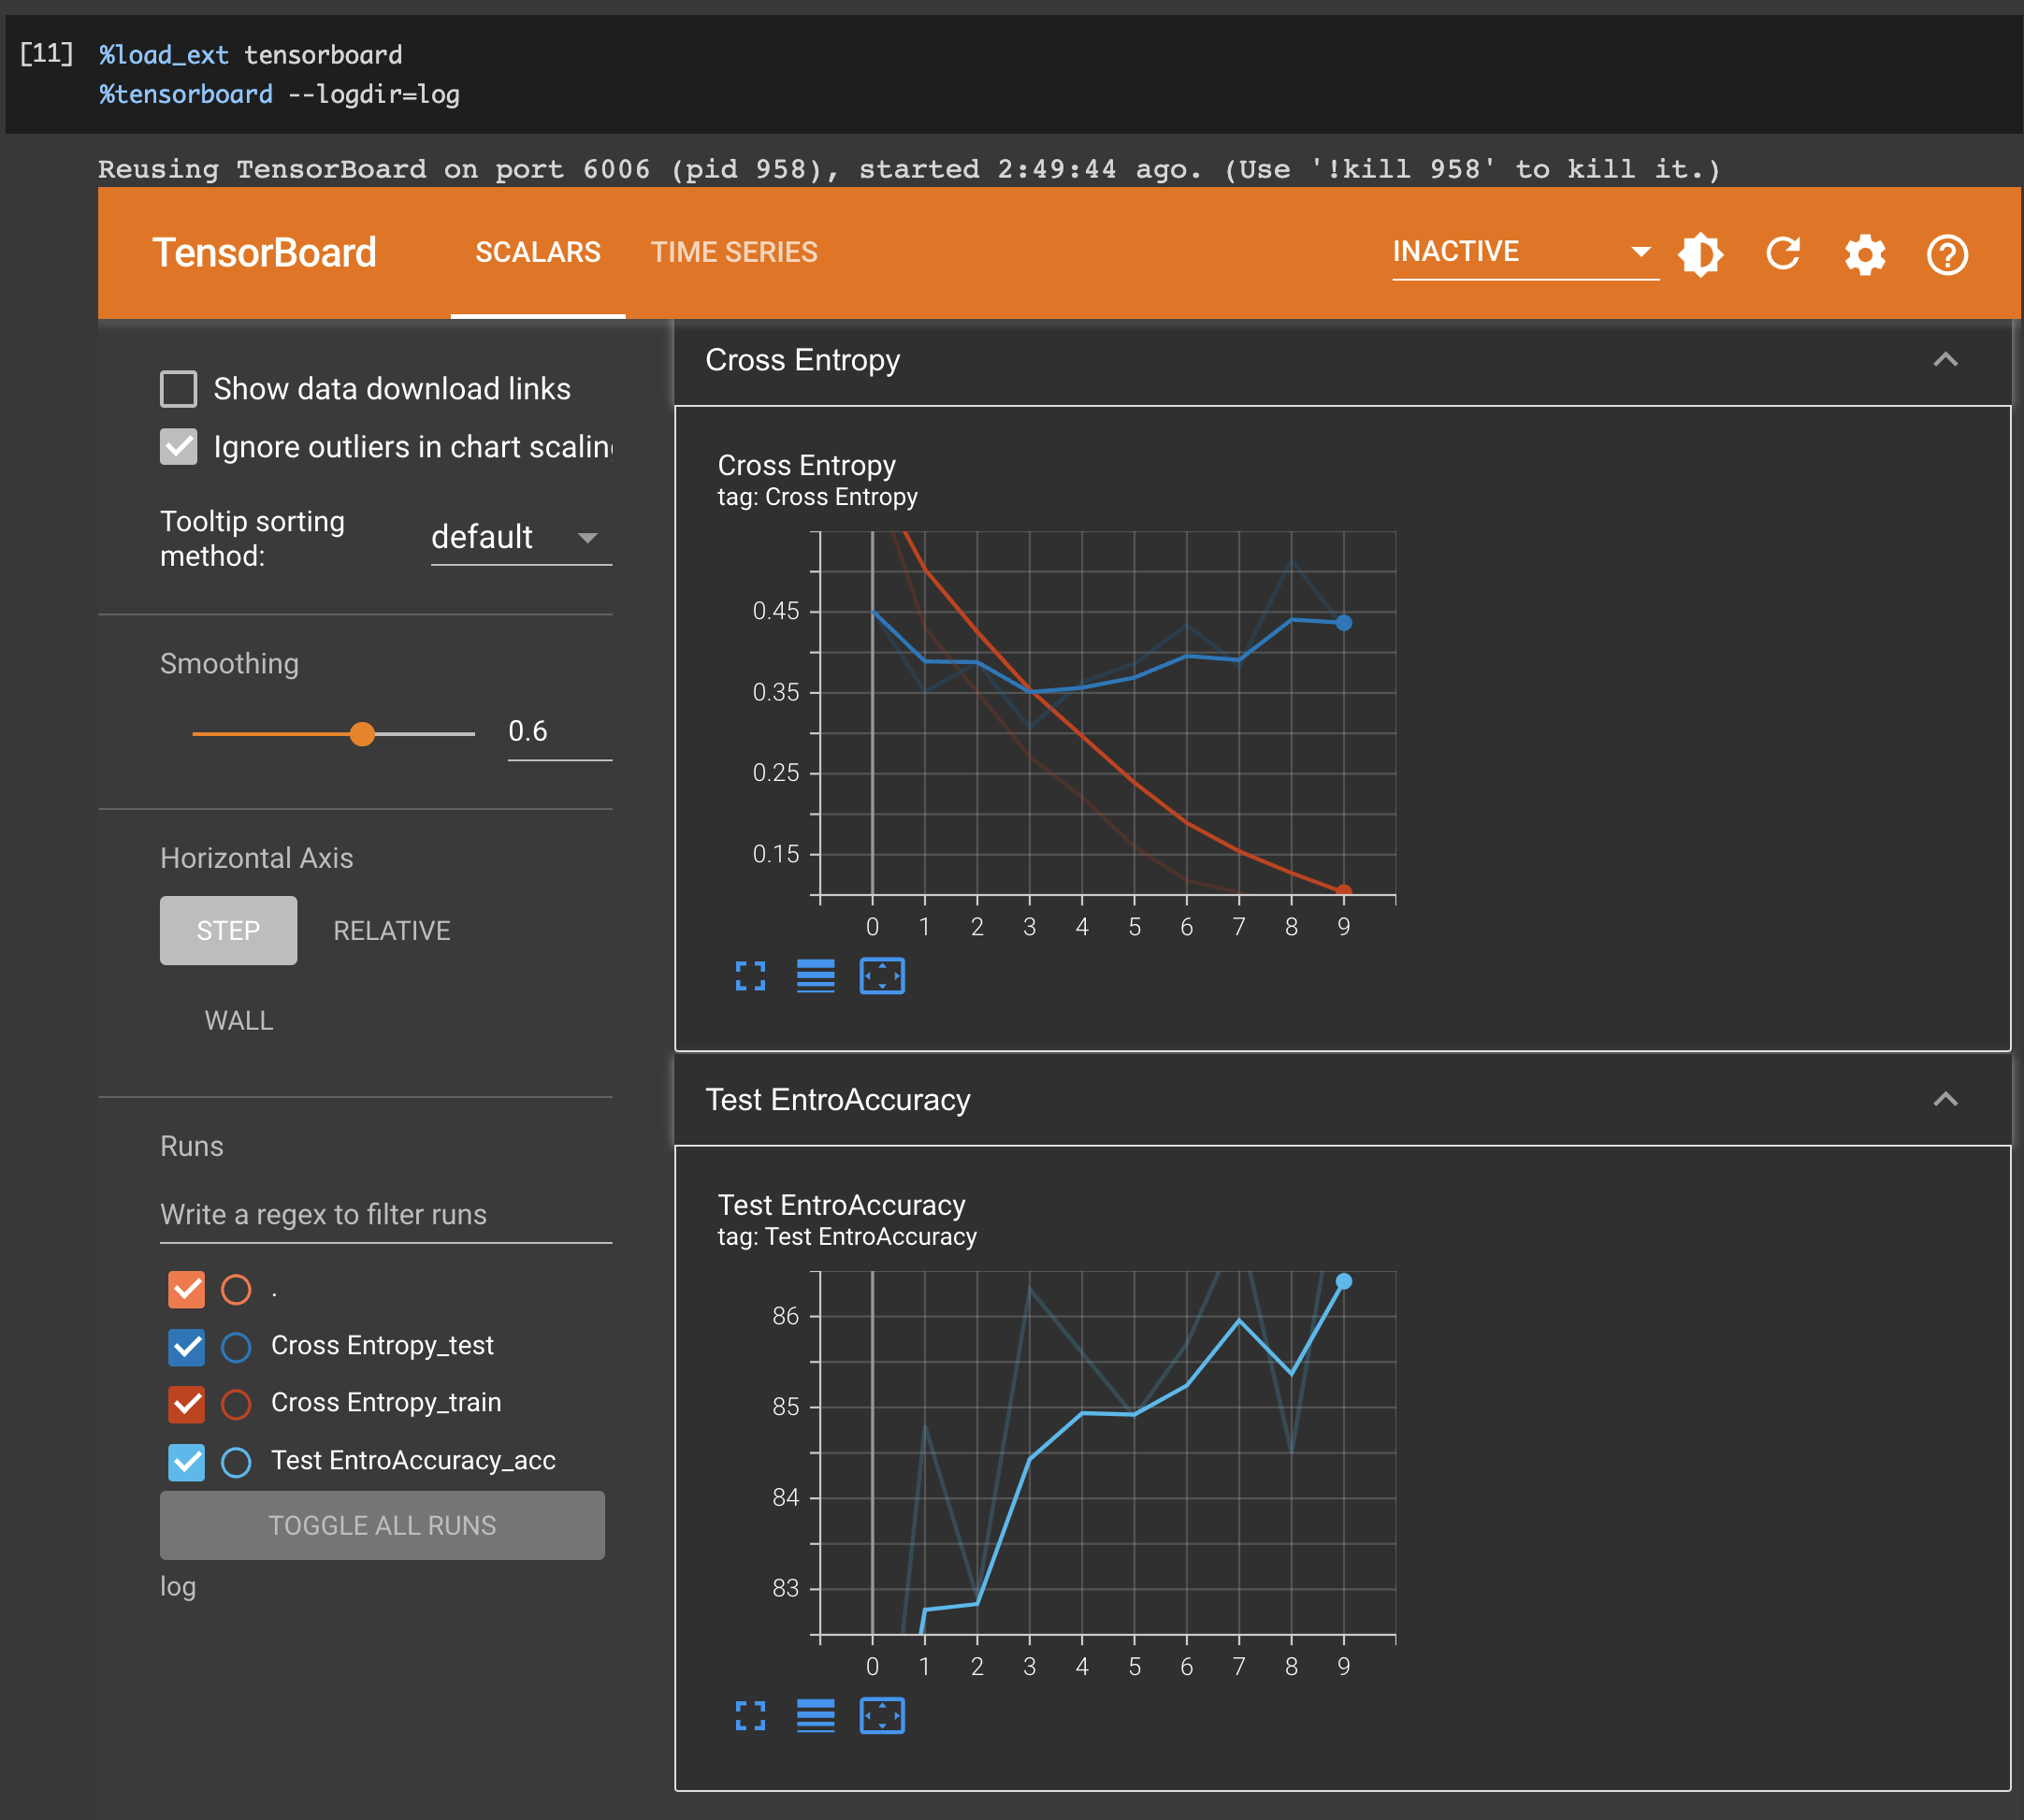 [11] %load_ext tensorboard
%tensorboard --logdir=log
Reusing TensorBoard on port 6006 (pid 958), started 2:49:44 ago. (Use '!kill 958' to kill it.)
TensorBoard
SCALARS
TIME SERIES
INACTIVE
Show data download links
Ignore outliers in chart scalin
Tooltip sorting
method:
default
Smoothing
0.6
Horizontal Axis
STEP
RELATIVE
WALL
Runs
Write a regex to filter runs
.
Cross Entropy_test
Cross Entropy_train
Test EntroAccuracy_acc
TOGGLE ALL RUNS
log
Cross Entropy
Cross Entropy
tag: Cross Entropy
0.45
0.35
0.25
0.15
0 1 2 3 4 5 6 7 8 9
Test EntroAccuracy
Test EntroAccuracy
tag: Test EntroAccuracy
86
85
84
83
0 1 2 3 4 5 6 7 8 9